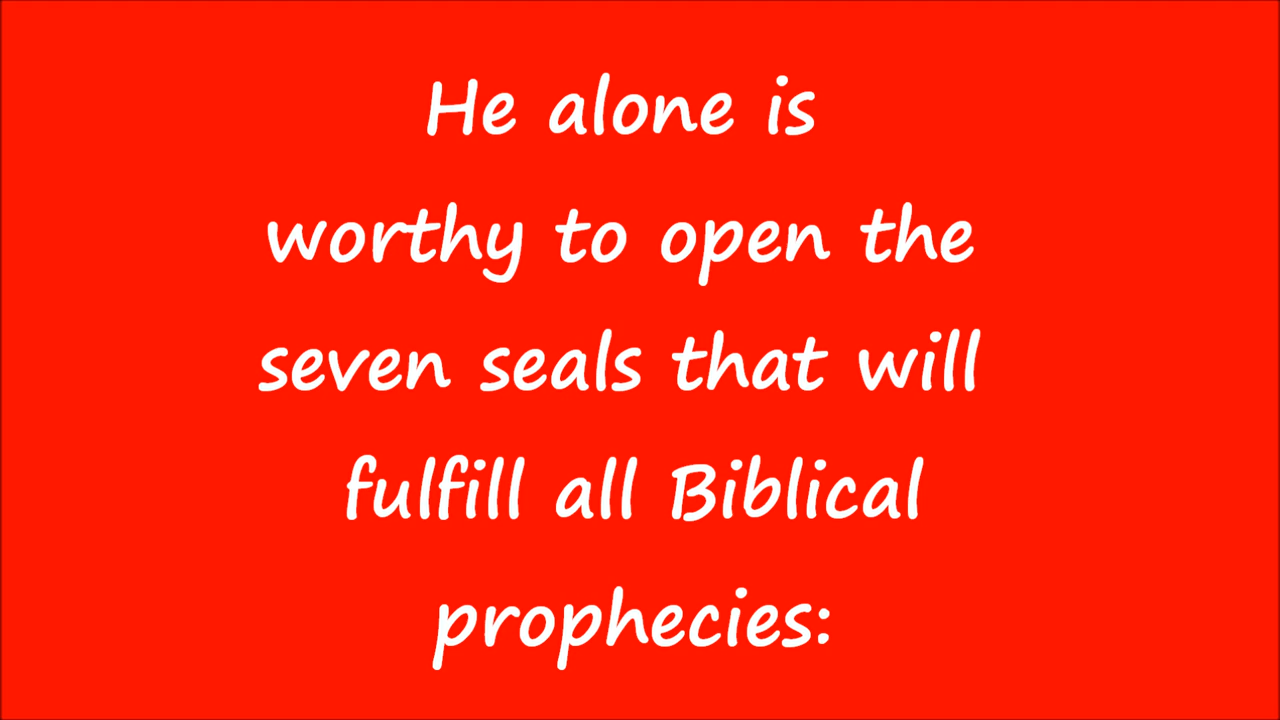 He alone is
worthy to open the
seven seals that will
fulfill all Biblical
prophecies: